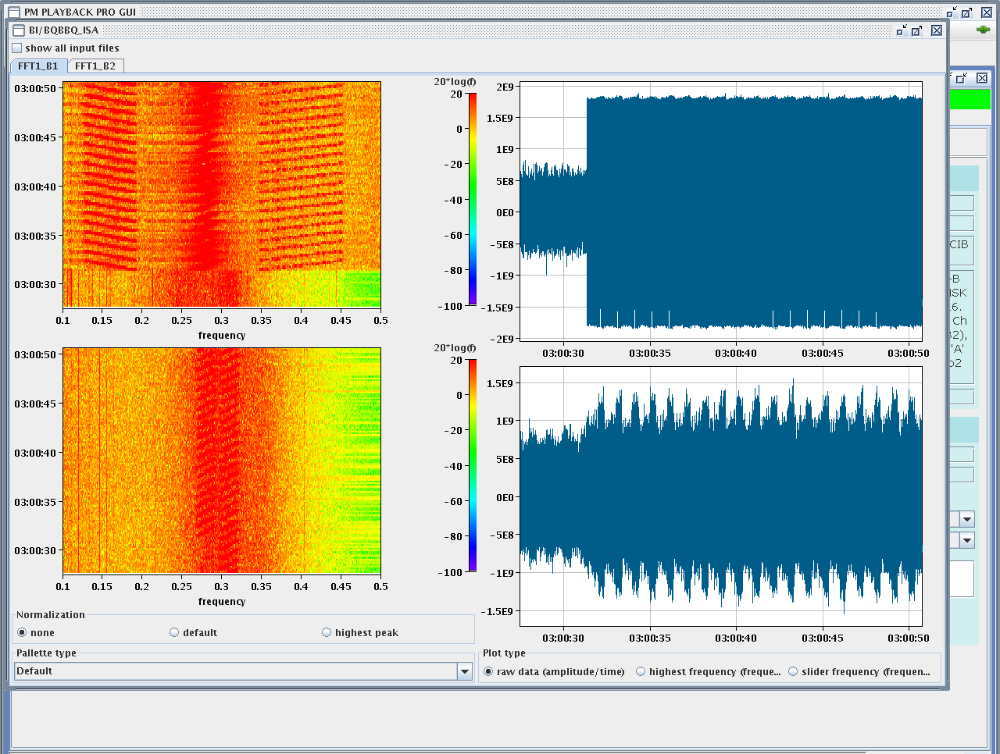 PM PLAYBACK PRO GUI
BI/BQBBQ_ISA
show all input files
FFT1_B1
FFT1_B2
03:00:50
03:00:45
03:00:40
03:00:35
03:00:30
0.1 0.15 0.2 0.25 0.3 0.35 0.4 0.45 0.5
frequency
20*log(f)
20
0
-20
-40
-60
-80
-100
2E9
1.5E9
1E9
5E8
0E0
-5E8
-1E9
-1.5E9
-2E9
03:00:30 03:00:35 03:00:40 03:00:45 03:00:50
03:00:50
03:00:45
03:00:40
03:00:35
03:00:30
0.1 0.15 0.2 0.25 0.3 0.35 0.4 0.45 0.5
frequency
20*log(f)
20
0
-20
-40
-60
-80
-100
1.5E9
1E9
5E8
0E0
-5E8
-1E9
-1.5E9
03:00:30 03:00:35 03:00:40 03:00:45 03:00:50
Normalization
none default highest peak
Pallette type
Default
Plot type
raw data (amplitude/time) highest frequency (freque... slider frequency (frequen...
CIB
-B
ISK
6.
Ch
2),
'A'
2